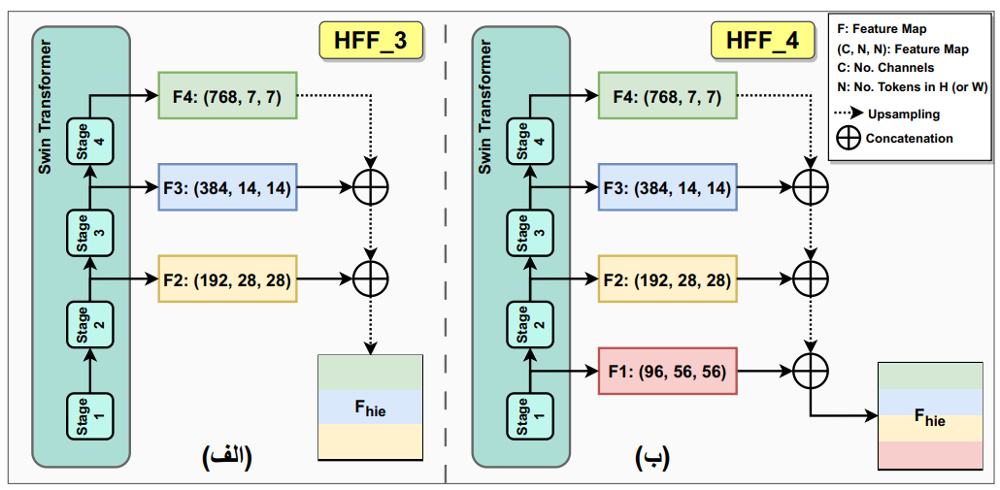 HFF_3
Swin Transformer
F4: (768, 7, 7)
Stage 4
F3: (384, 14, 14)
Stage 3
F2: (192, 28, 28)
Stage 2
Stage 1
Fhie
(الف)
HFF_4
Swin Transformer
F4: (768, 7, 7)
Stage 4
F3: (384, 14, 14)
Stage 3
F2: (192, 28, 28)
Stage 2
F1: (96, 56, 56)
Stage 1
Fhie
(ب)
F: Feature Map
(C, N, N): Feature Map
C: No. Channels
N: No. Tokens in H (or W)
Upsampling
Concatenation